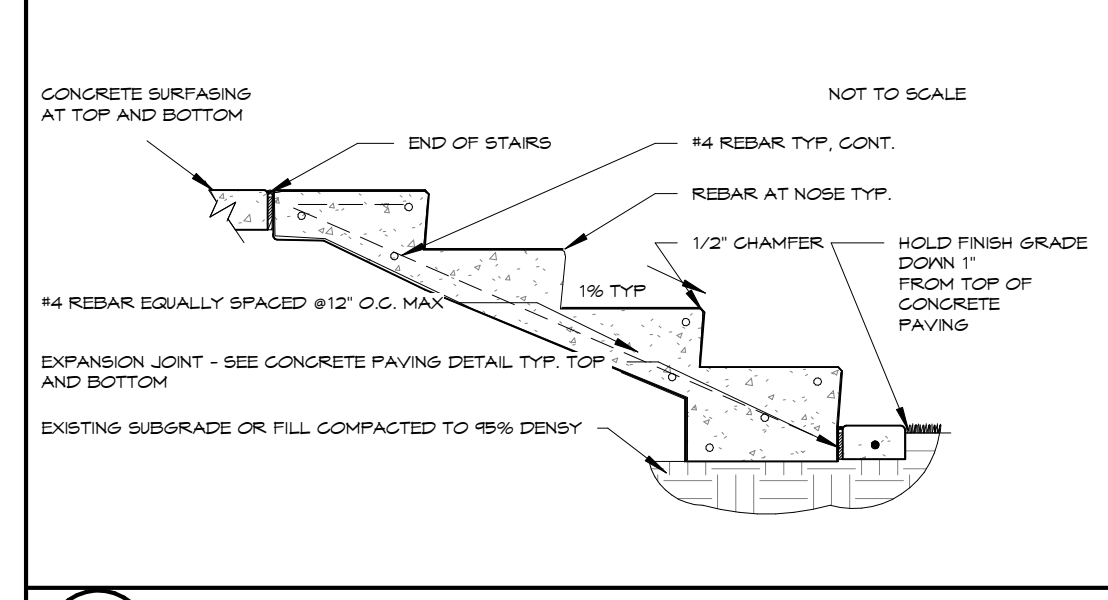 CONCRETE SURFASING
AT TOP AND BOTTOM
NOT TO SCALE
END OF STAIRS
#4 REBAR TYP, CONT.
REBAR AT NOSE TYP.
1/2" CHAMFER
HOLD FINISH GRADE
DOWN 1"
FROM TOP OF
CONCRETE
PAVING
1% TYP
#4 REBAR EQUALLY SPACED @12" O.C. MAX
EXPANSION JOINT - SEE CONCRETE PAVING DETAIL TYP. TOP
AND BOTTOM
EXISTING SUBGRADE OR FILL COMPACTED TO 95% DENSY